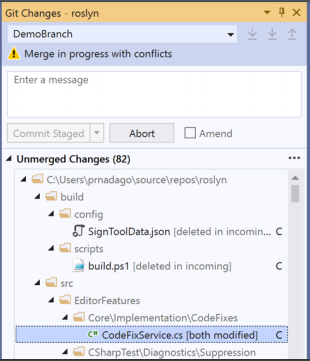 Git Changes - roslyn
DemoBranch
Merge in progress with conflicts
Enter a message
Commit Staged
Abort
Amend
Unmerged Changes (82)
C:\Users\prnadago\source\repos\roslyn
build
config
SignToolData.json [deleted in incomin... C
scripts
build.ps1 [deleted in incoming] C
src
EditorFeatures
Core\Implementation\CodeFixes
C# CodeFixService.cs [both modified] C
CSharpTest\Diagnostics\Suppression